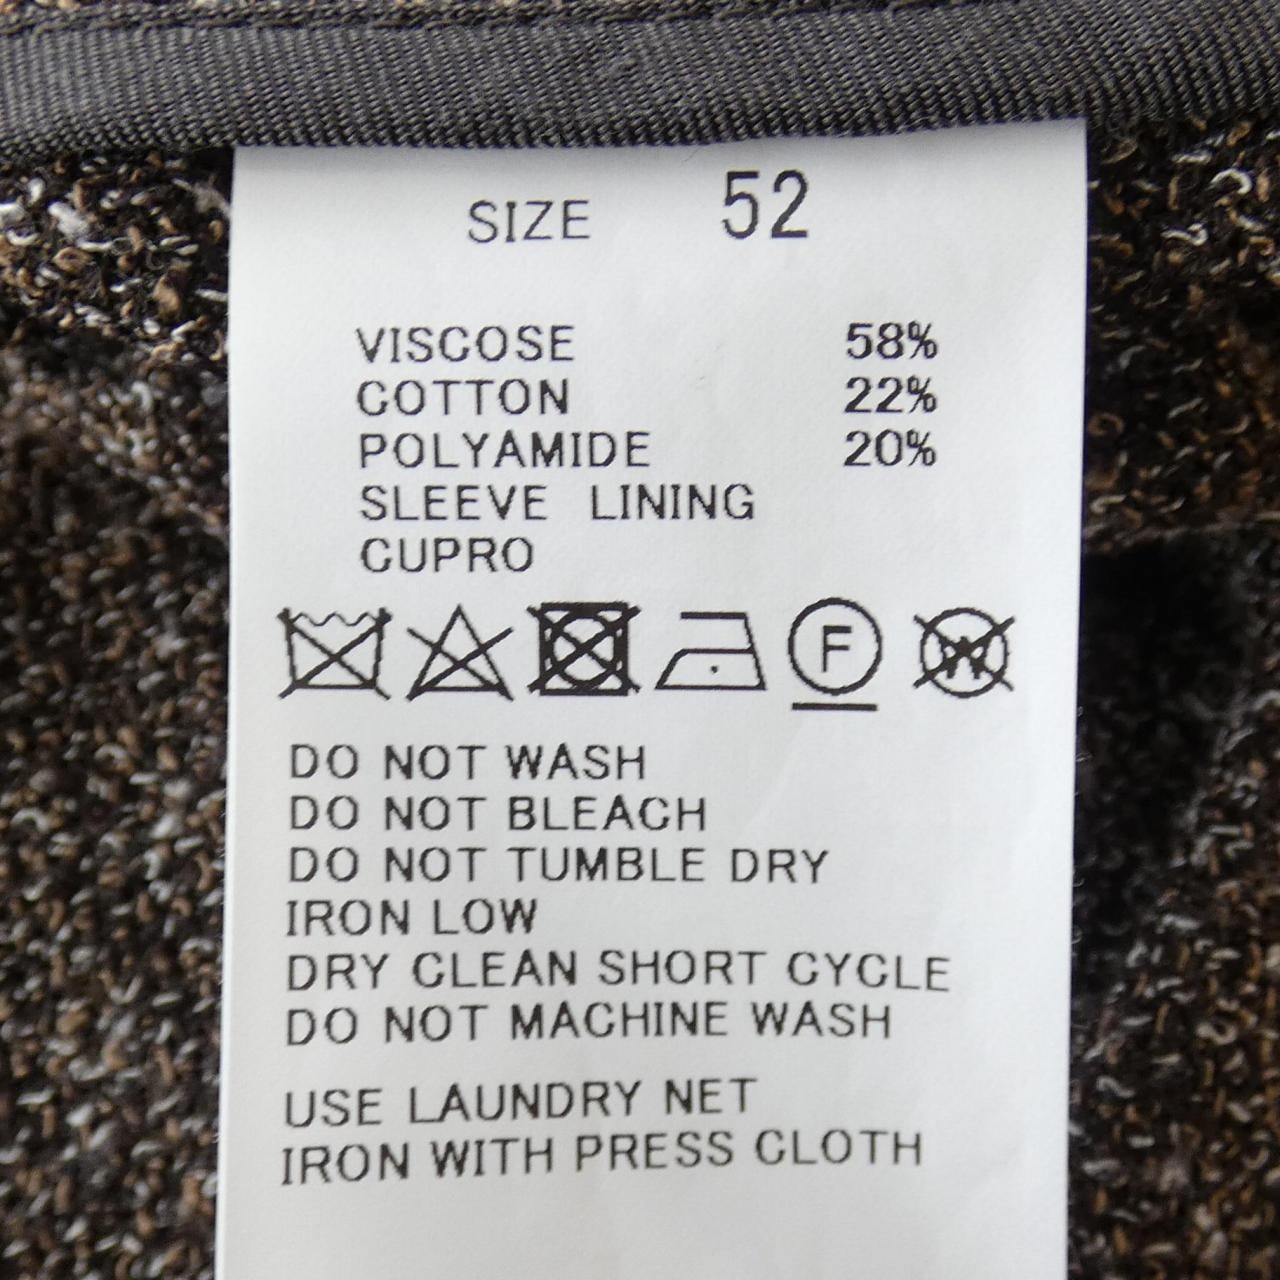 SIZE 52
VISCOSE 58%
COTTON 22%
POLYAMIDE 20%
SLEEVE LINING
CUPRO
F W
DO NOT WASH
DO NOT BLEACH
DO NOT TUMBLE DRY
IRON LOW
DRY CLEAN SHORT CYCLE
DO NOT MACHINE WASH
USE LAUNDRY NET
IRON WITH PRESS CLOTH